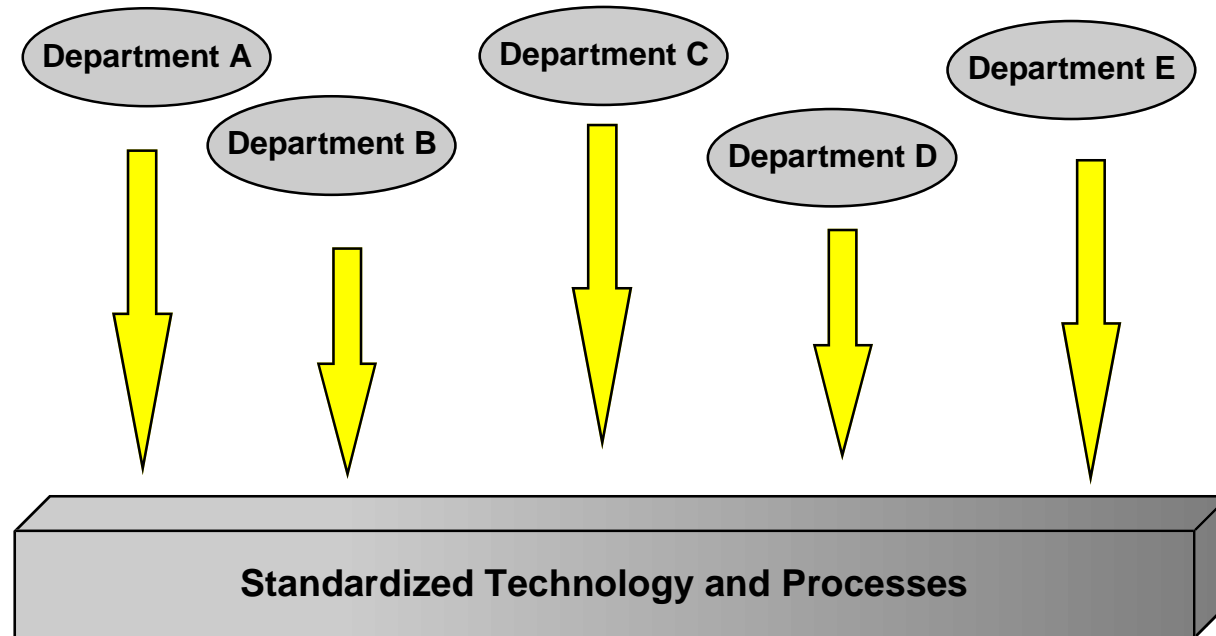 Department A
Department B
Department C
Department D
Department E
Standardized Technology and Processes